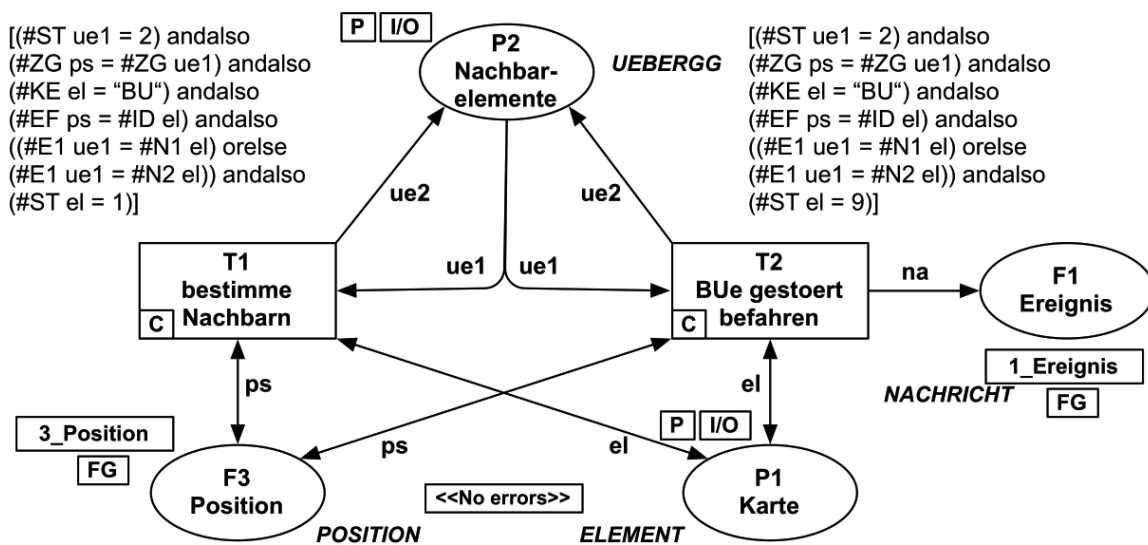 [(#ST ue1 = 2) andalso
(#ZG ps = #ZG ue1) andalso
(#KE el = “BU“) andalso
(#EF ps = #ID el) andalso
((#E1 ue1 = #N1 el) orelse
(#E1 ue1 = #N2 el)) andalso
(#ST el = 1)]
P
I/O
P2
Nachbar-
elemente
UEBERGG
[(#ST ue1 = 2) andalso
(#ZG ps = #ZG ue1) andalso
(#KE el = “BU“) andalso
(#EF ps = #ID el) andalso
((#E1 ue1 = #N1 el) orelse
(#E1 ue1 = #N2 el)) andalso
(#ST el = 9)]
ue2
ue2
T1
bestimme
Nachbarn
C
ue1
ue1
T2
BUe gestoert
befahren
C
na
F1
Ereignis
1_Ereignis
FG
NACHRICHT
ps
el
3_Position
FG
ps
el
P
I/O
F3
Position
POSITION
<<No errors>>
P1
Karte
ELEMENT